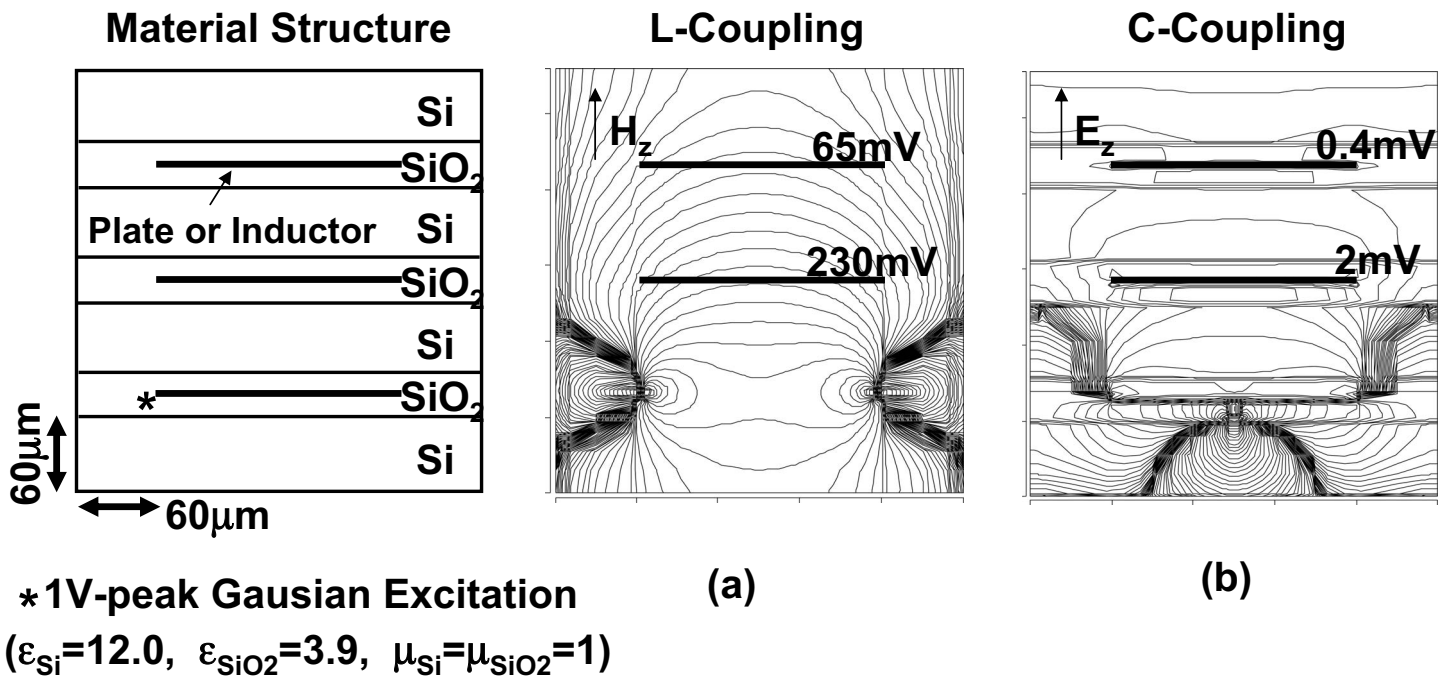 Material Structure
L-Coupling
C-Coupling
Si
SiO2
Plate or Inductor
Si
SiO2
Si
SiO2
*
Si
60μm
60μm
Hz
65mV
230mV
Ez
0.4mV
2mV
(a)
(b)
*1V-peak Gausian Excitation
(εSi=12.0, εSiO2=3.9, μSi=μSiO2=1)